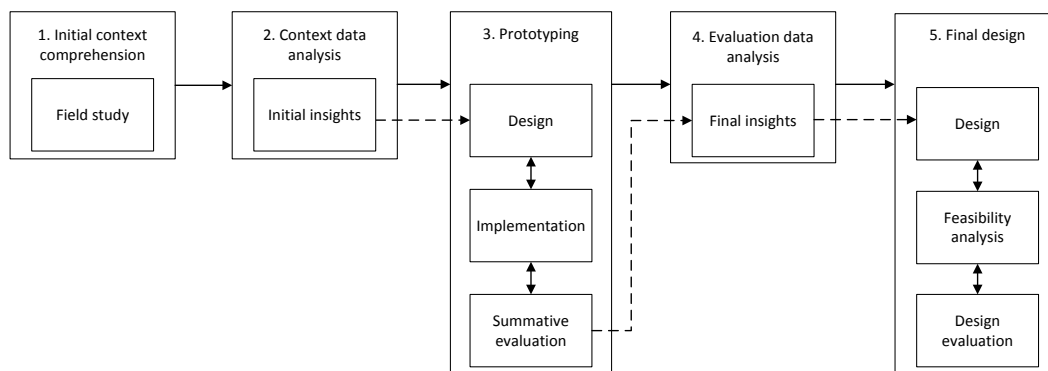 1. Initial context
comprehension
Field study
2. Context data
analysis
Initial insights
3. Prototyping
Design
Implementation
Summative
evaluation
4. Evaluation data
analysis
Final insights
5. Final design
Design
Feasibility
analysis
Design
evaluation